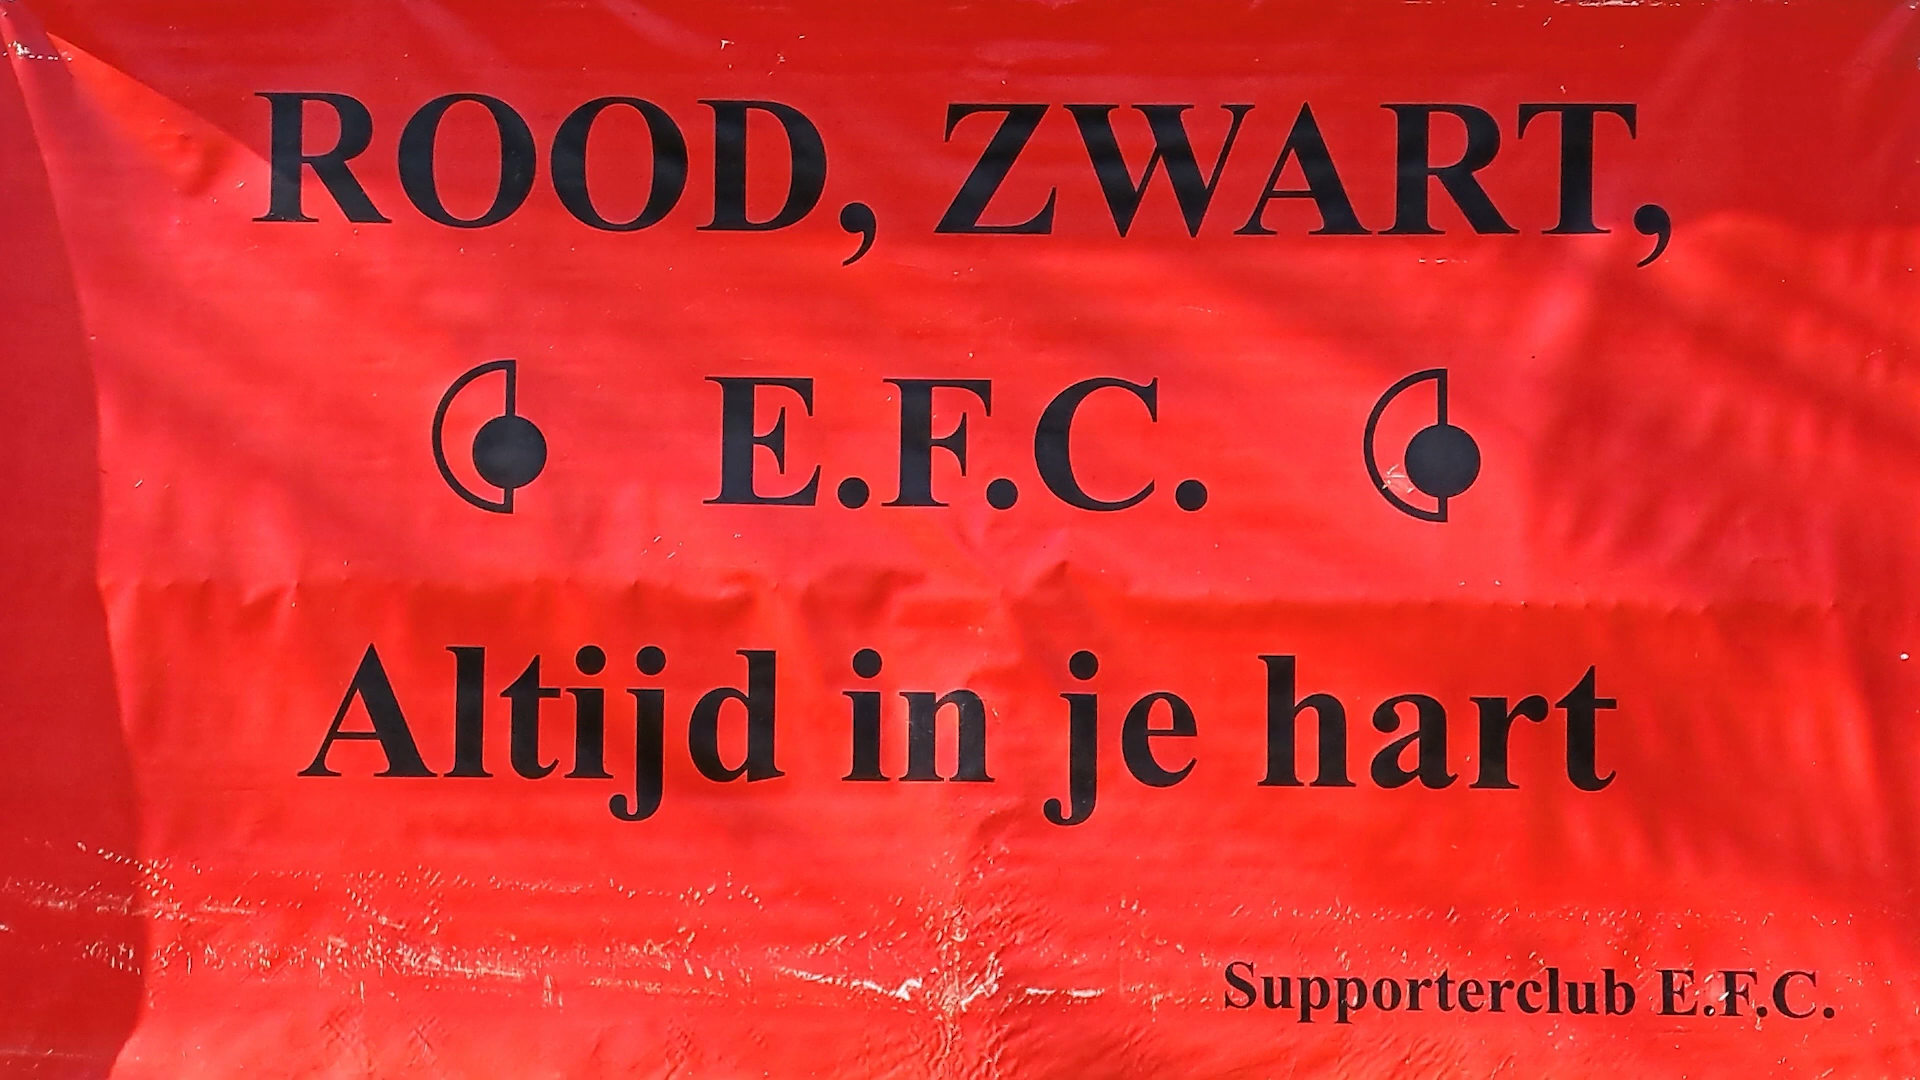 ROOD, ZWART,
E.F.C.
Altijd in je hart
Supporterclub E.F.C.